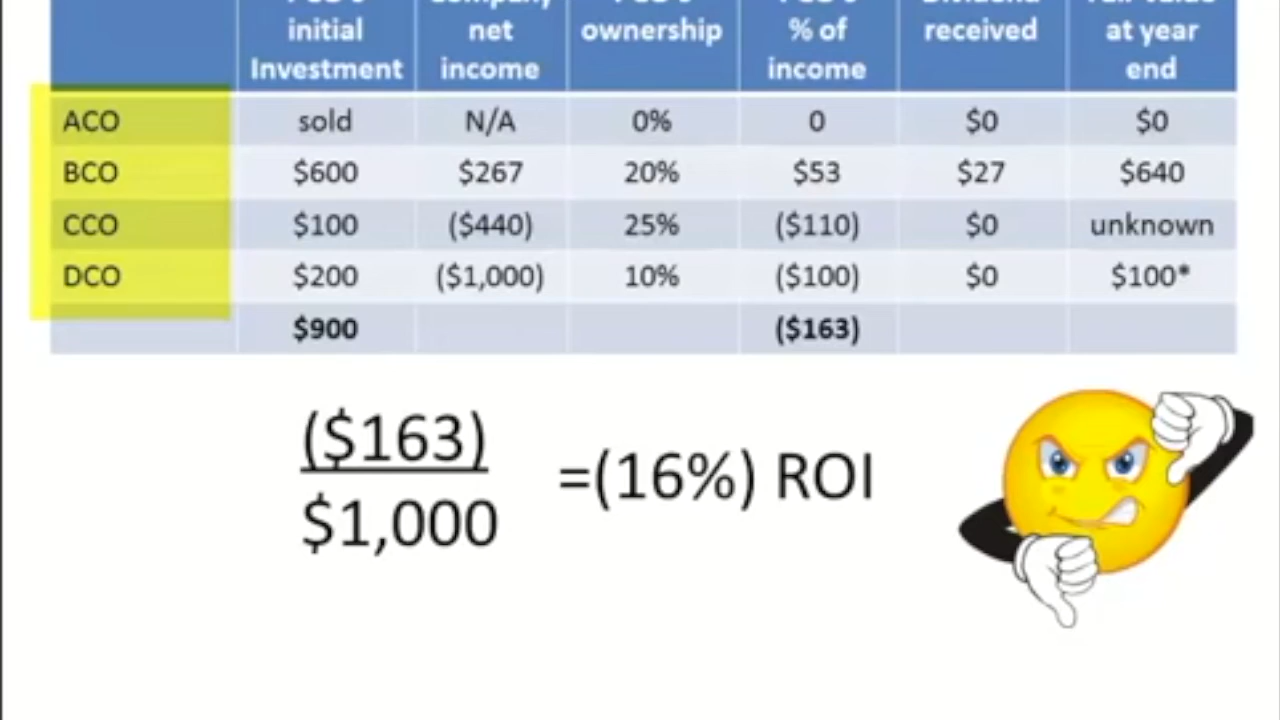 initial net ownership % of received at year
Investment income income end
ACO sold N/A 0% 0 $0 $0
BCO $600 $267 20% $53 $27 $640
CCO $100 ($440) 25% ($110) $0 unknown
DCO $200 ($1,000) 10% ($100) $0 $100*
$900 ($163)
($163)
=(16%) ROI
$1,000